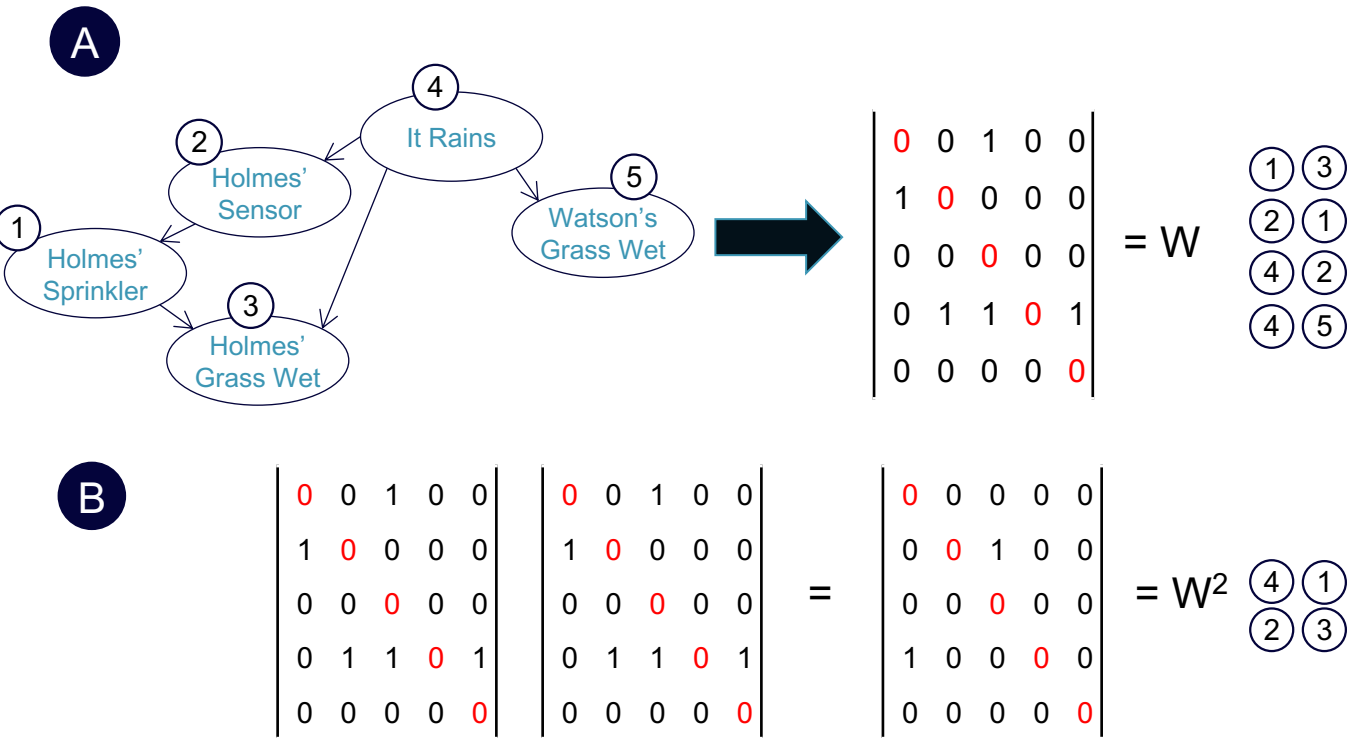 A
4
It Rains
2
Holmes'
Sensor
5
Watson's
Grass Wet
1
Holmes'
Sprinkler
3
Holmes'
Grass Wet
0 0 1 0 0
1 0 0 0 0
0 0 0 0 0
0 1 1 0 1
0 0 0 0 0
= W
1 3
2 1
4 2
4 5
B
0 0 1 0 0
1 0 0 0 0
0 0 0 0 0
0 1 1 0 1
0 0 0 0 0
0 0 1 0 0
1 0 0 0 0
0 0 0 0 0
0 1 1 0 1
0 0 0 0 0
=
0 0 0 0 0
0 0 1 0 0
0 0 0 0 0
1 0 0 0 0
0 0 0 0 0
= W²
4 1
2 3